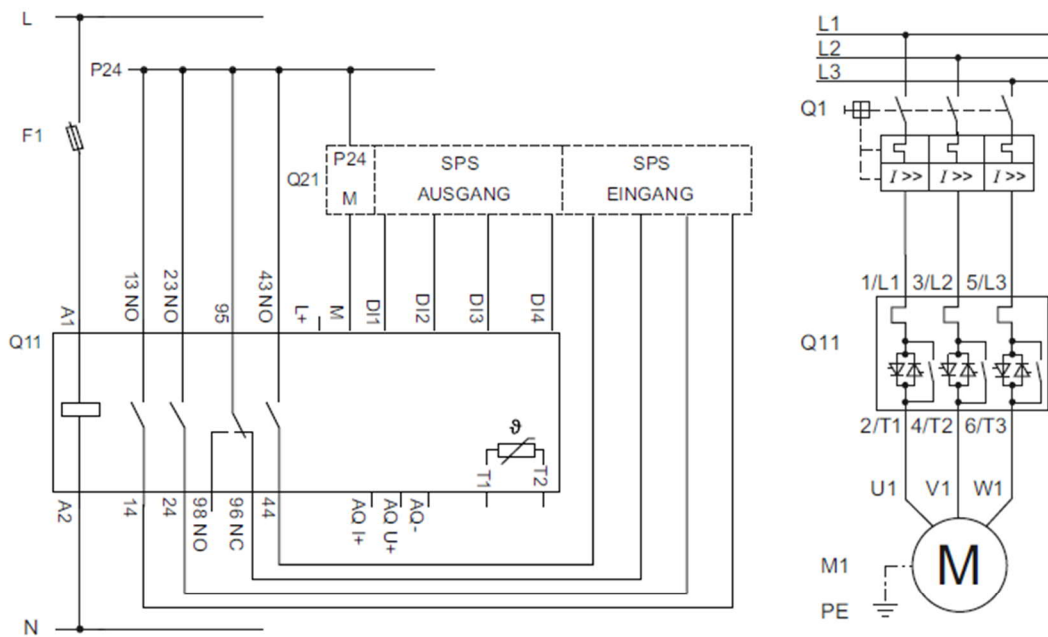 L
P24
F1
Q21
P24
M
SPS
AUSGANG
SPS
EINGANG
A1
13 NO
23 NO
95
43 NO
L+
M
DI1
DI2
DI3
DI4
Q11
ϑ
T1
T2
A2
14
24
98 NO
96 NC
44
AQ I+
AQ U+
AQ-
N
L1
L2
L3
Q1
I >>
I >>
I >>
1/L1 3/L2 5/L3
Q11
2/T1 4/T2 6/T3
U1 V1 W1
M1
M
PE